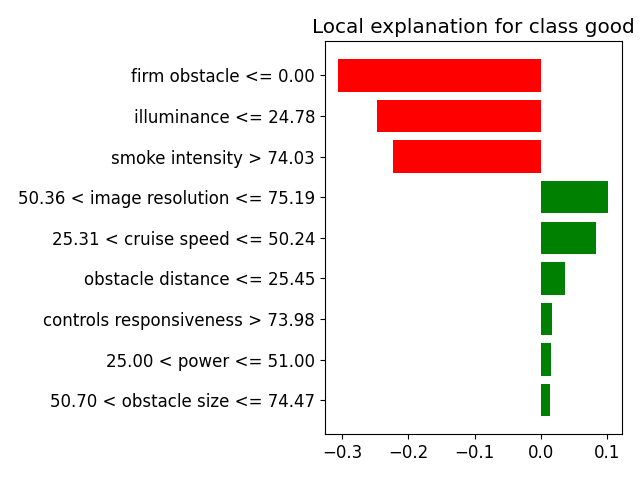 Local explanation for class good
firm obstacle <= 0.00
illuminance <= 24.78
smoke intensity > 74.03
50.36 < image resolution <= 75.19
25.31 < cruise speed <= 50.24
obstacle distance <= 25.45
controls responsiveness > 73.98
25.00 < power <= 51.00
50.70 < obstacle size <= 74.47
−0.3 −0.2 −0.1 0.0 0.1